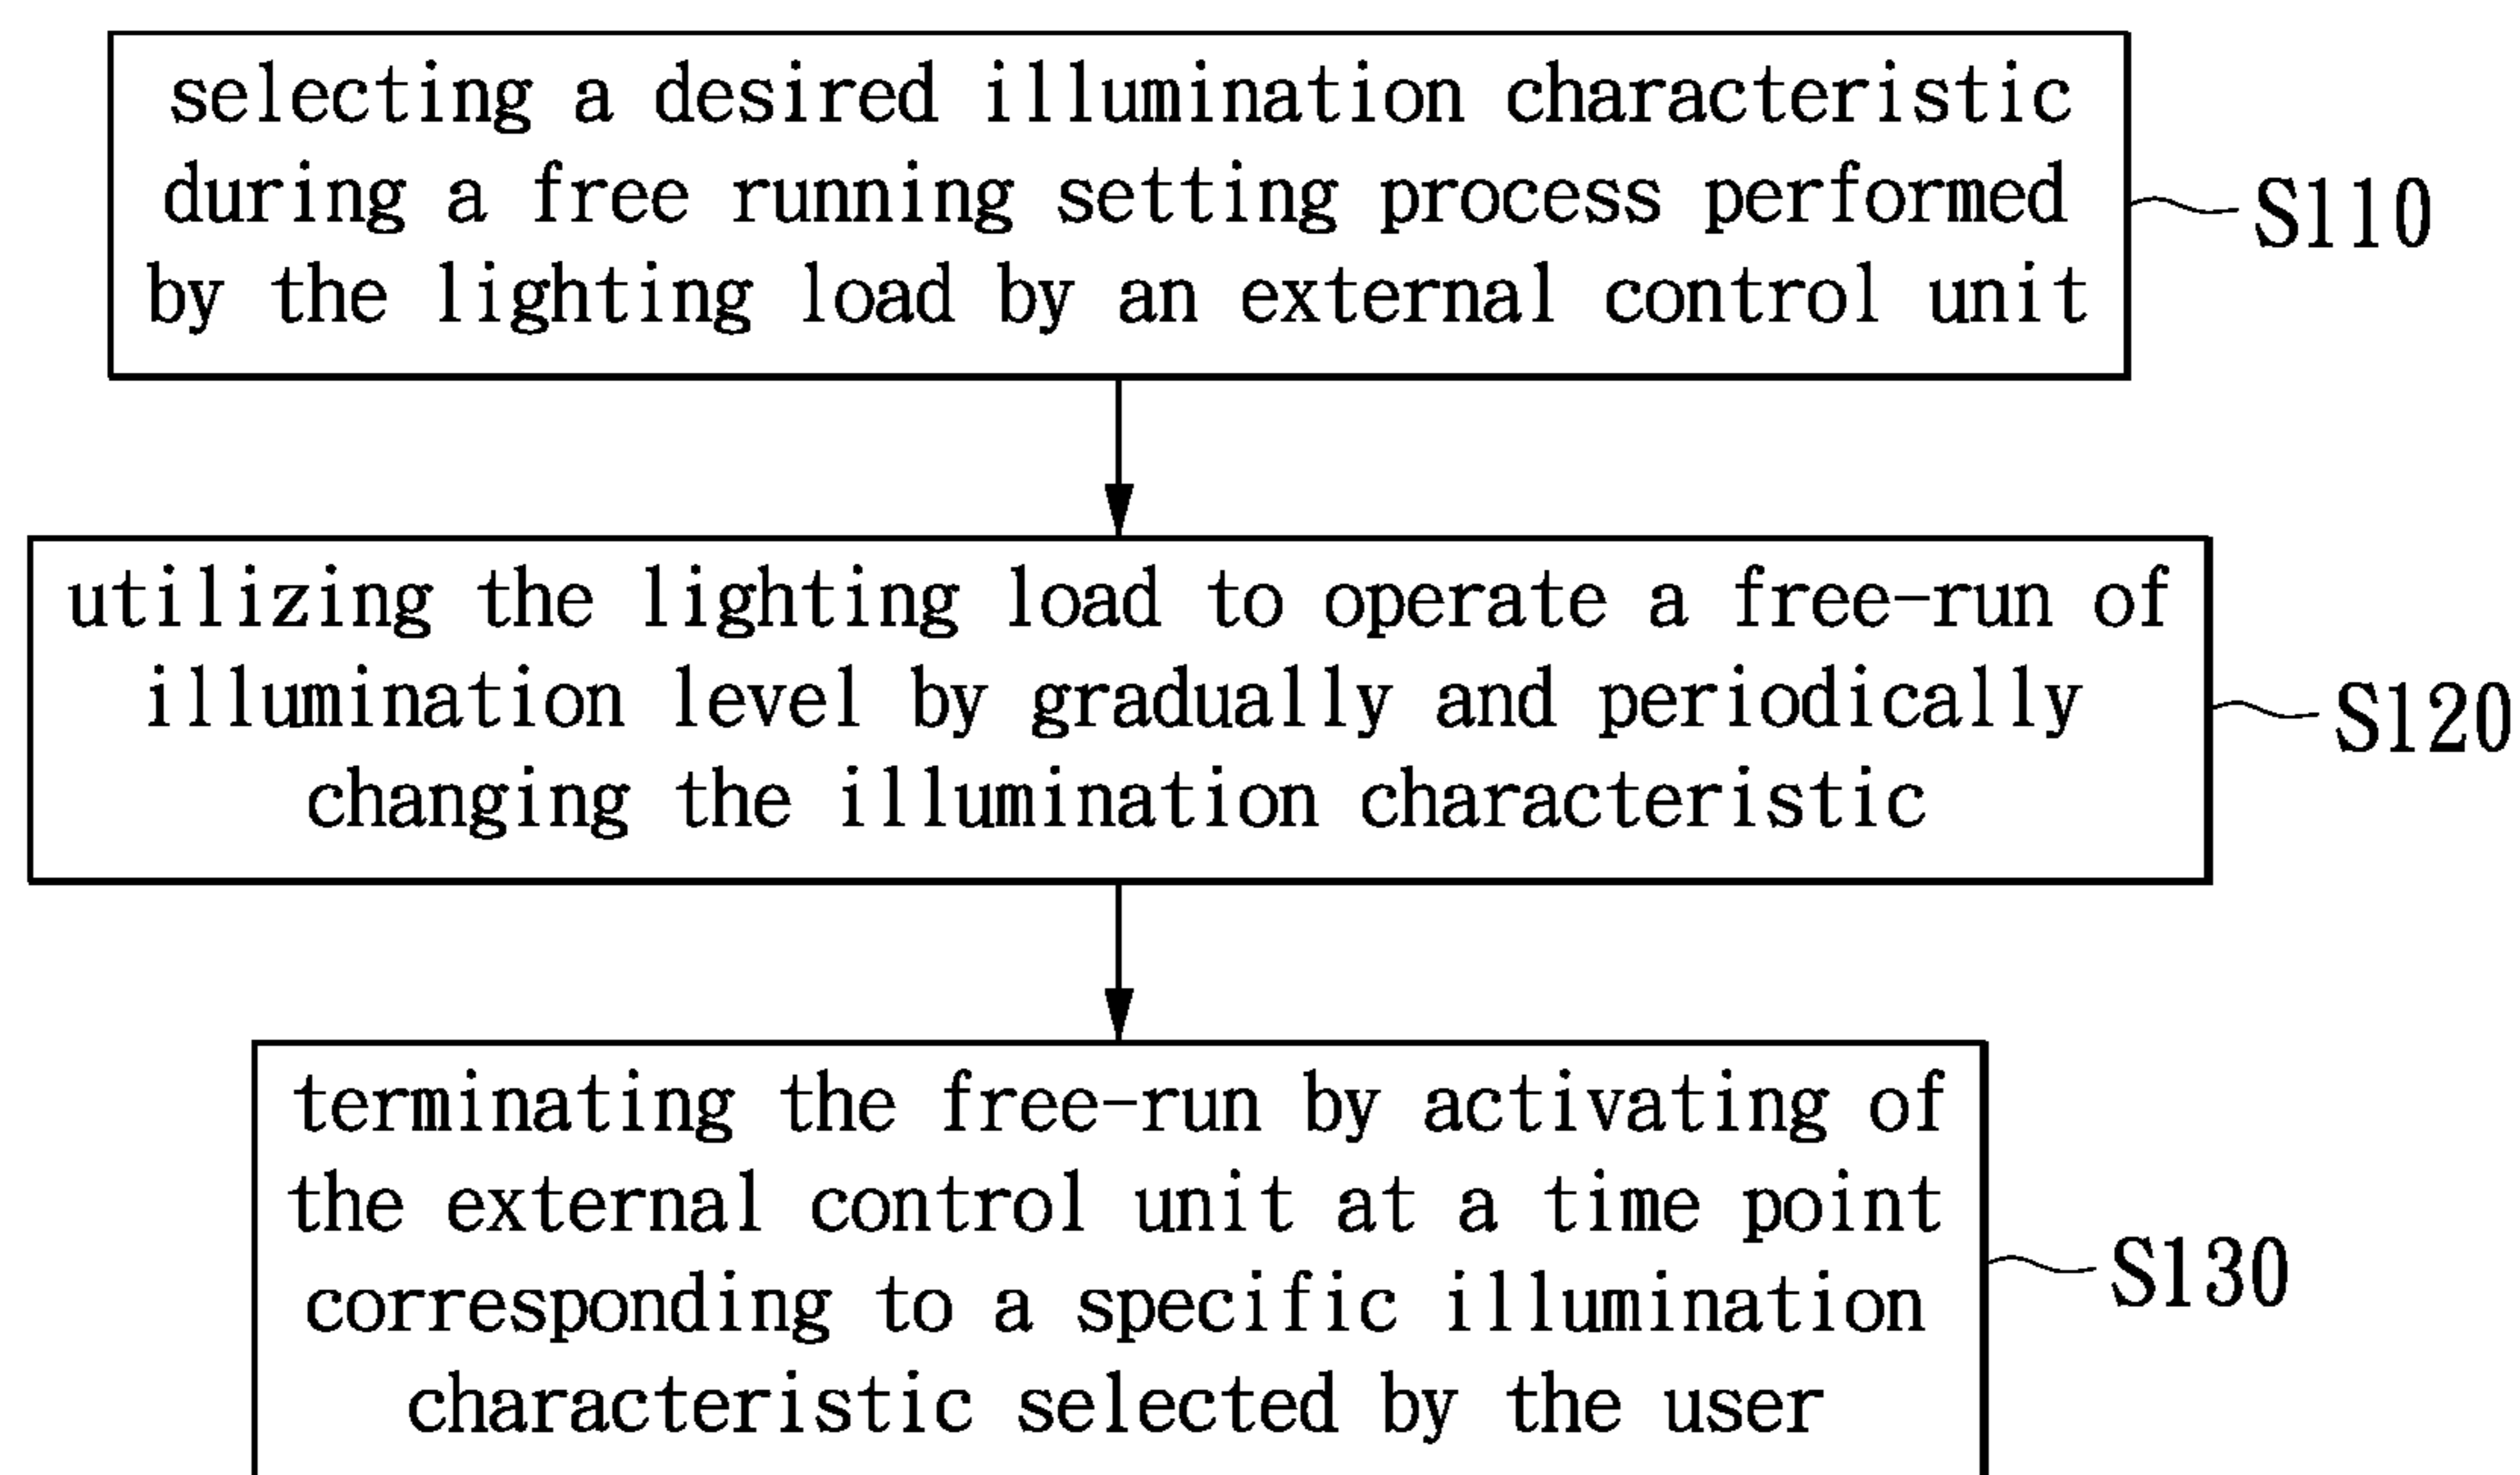 selecting a desired illumination characteristic
during a free running setting process performed
by the lighting load by an external control unit
S110
utilizing the lighting load to operate a free-run of
illumination level by gradually and periodically
changing the illumination characteristic
S120
terminating the free-run by activating of
the external control unit at a time point
corresponding to a specific illumination
characteristic selected by the user
S130